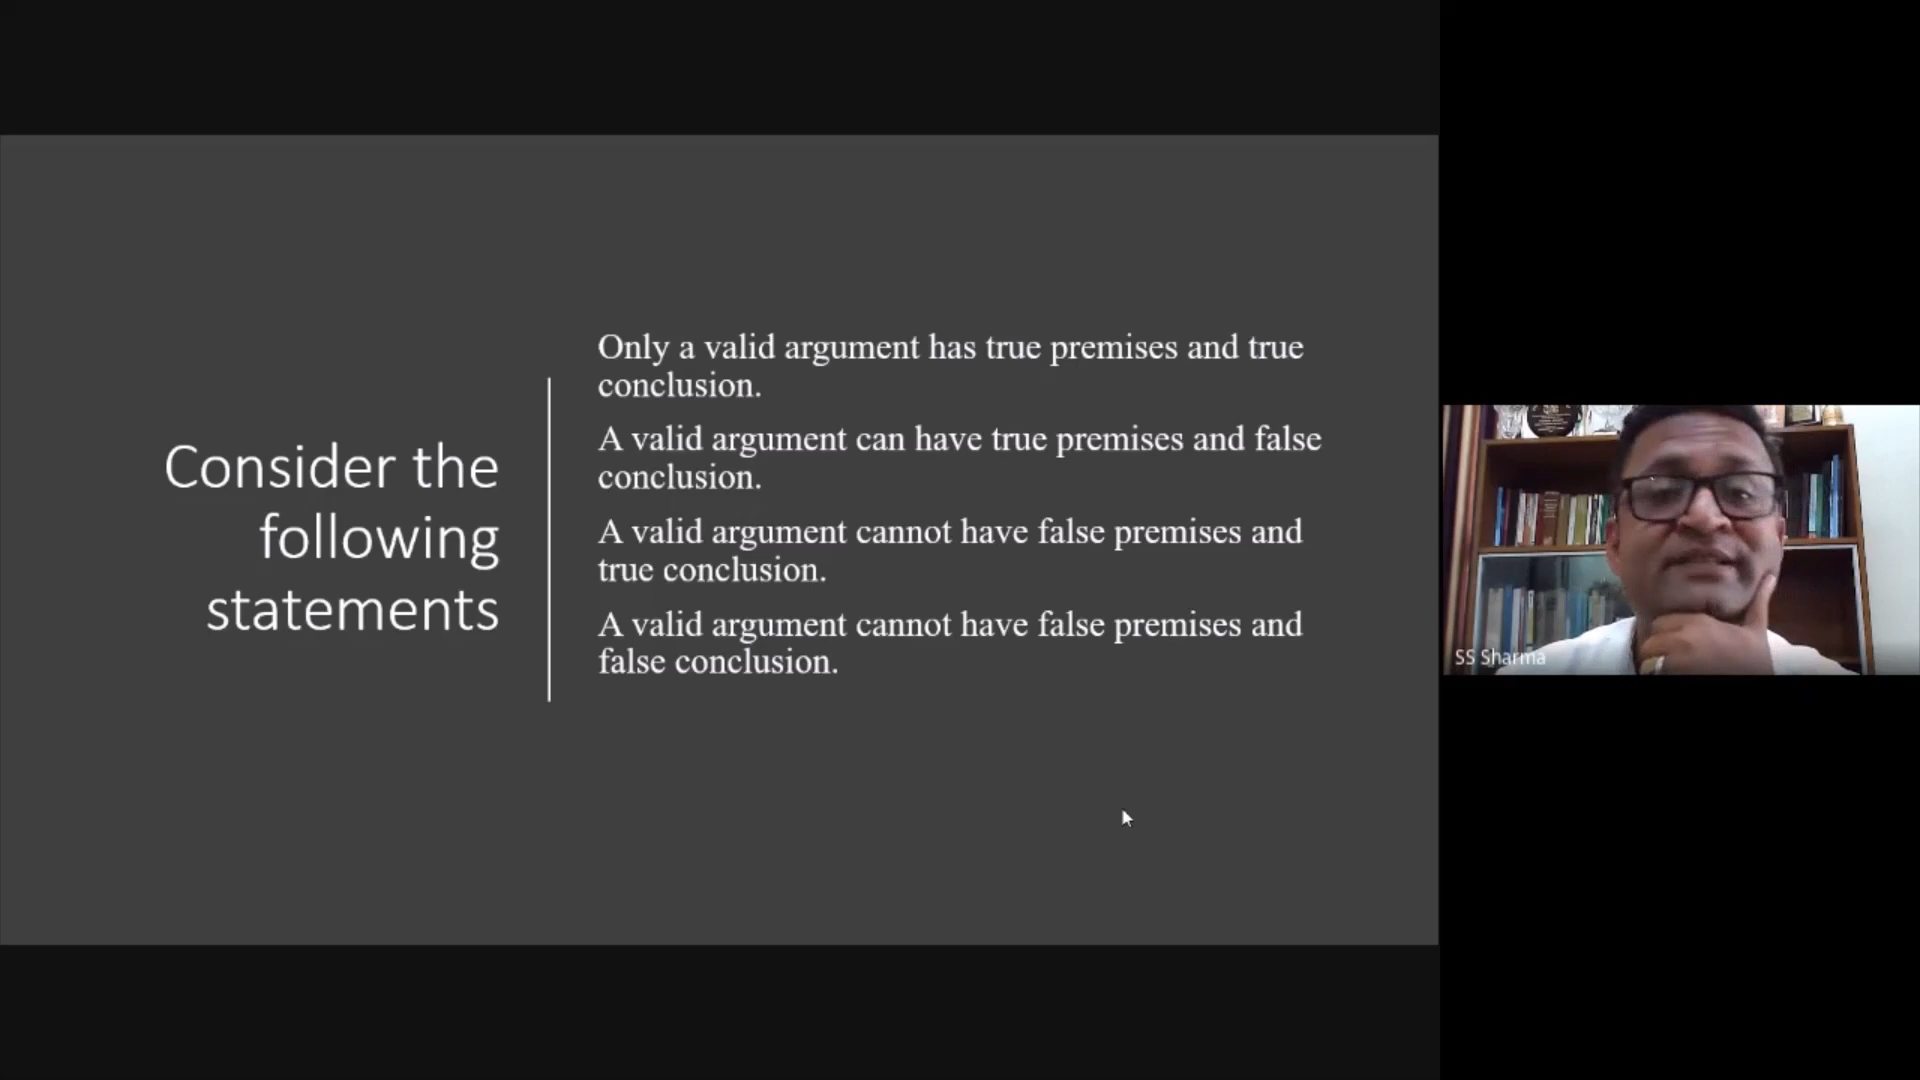 Consider the
following
statements
Only a valid argument has true premises and true
conclusion.
A valid argument can have true premises and false
conclusion.
A valid argument cannot have false premises and
true conclusion.
A valid argument cannot have false premises and
false conclusion.
SS Sharma